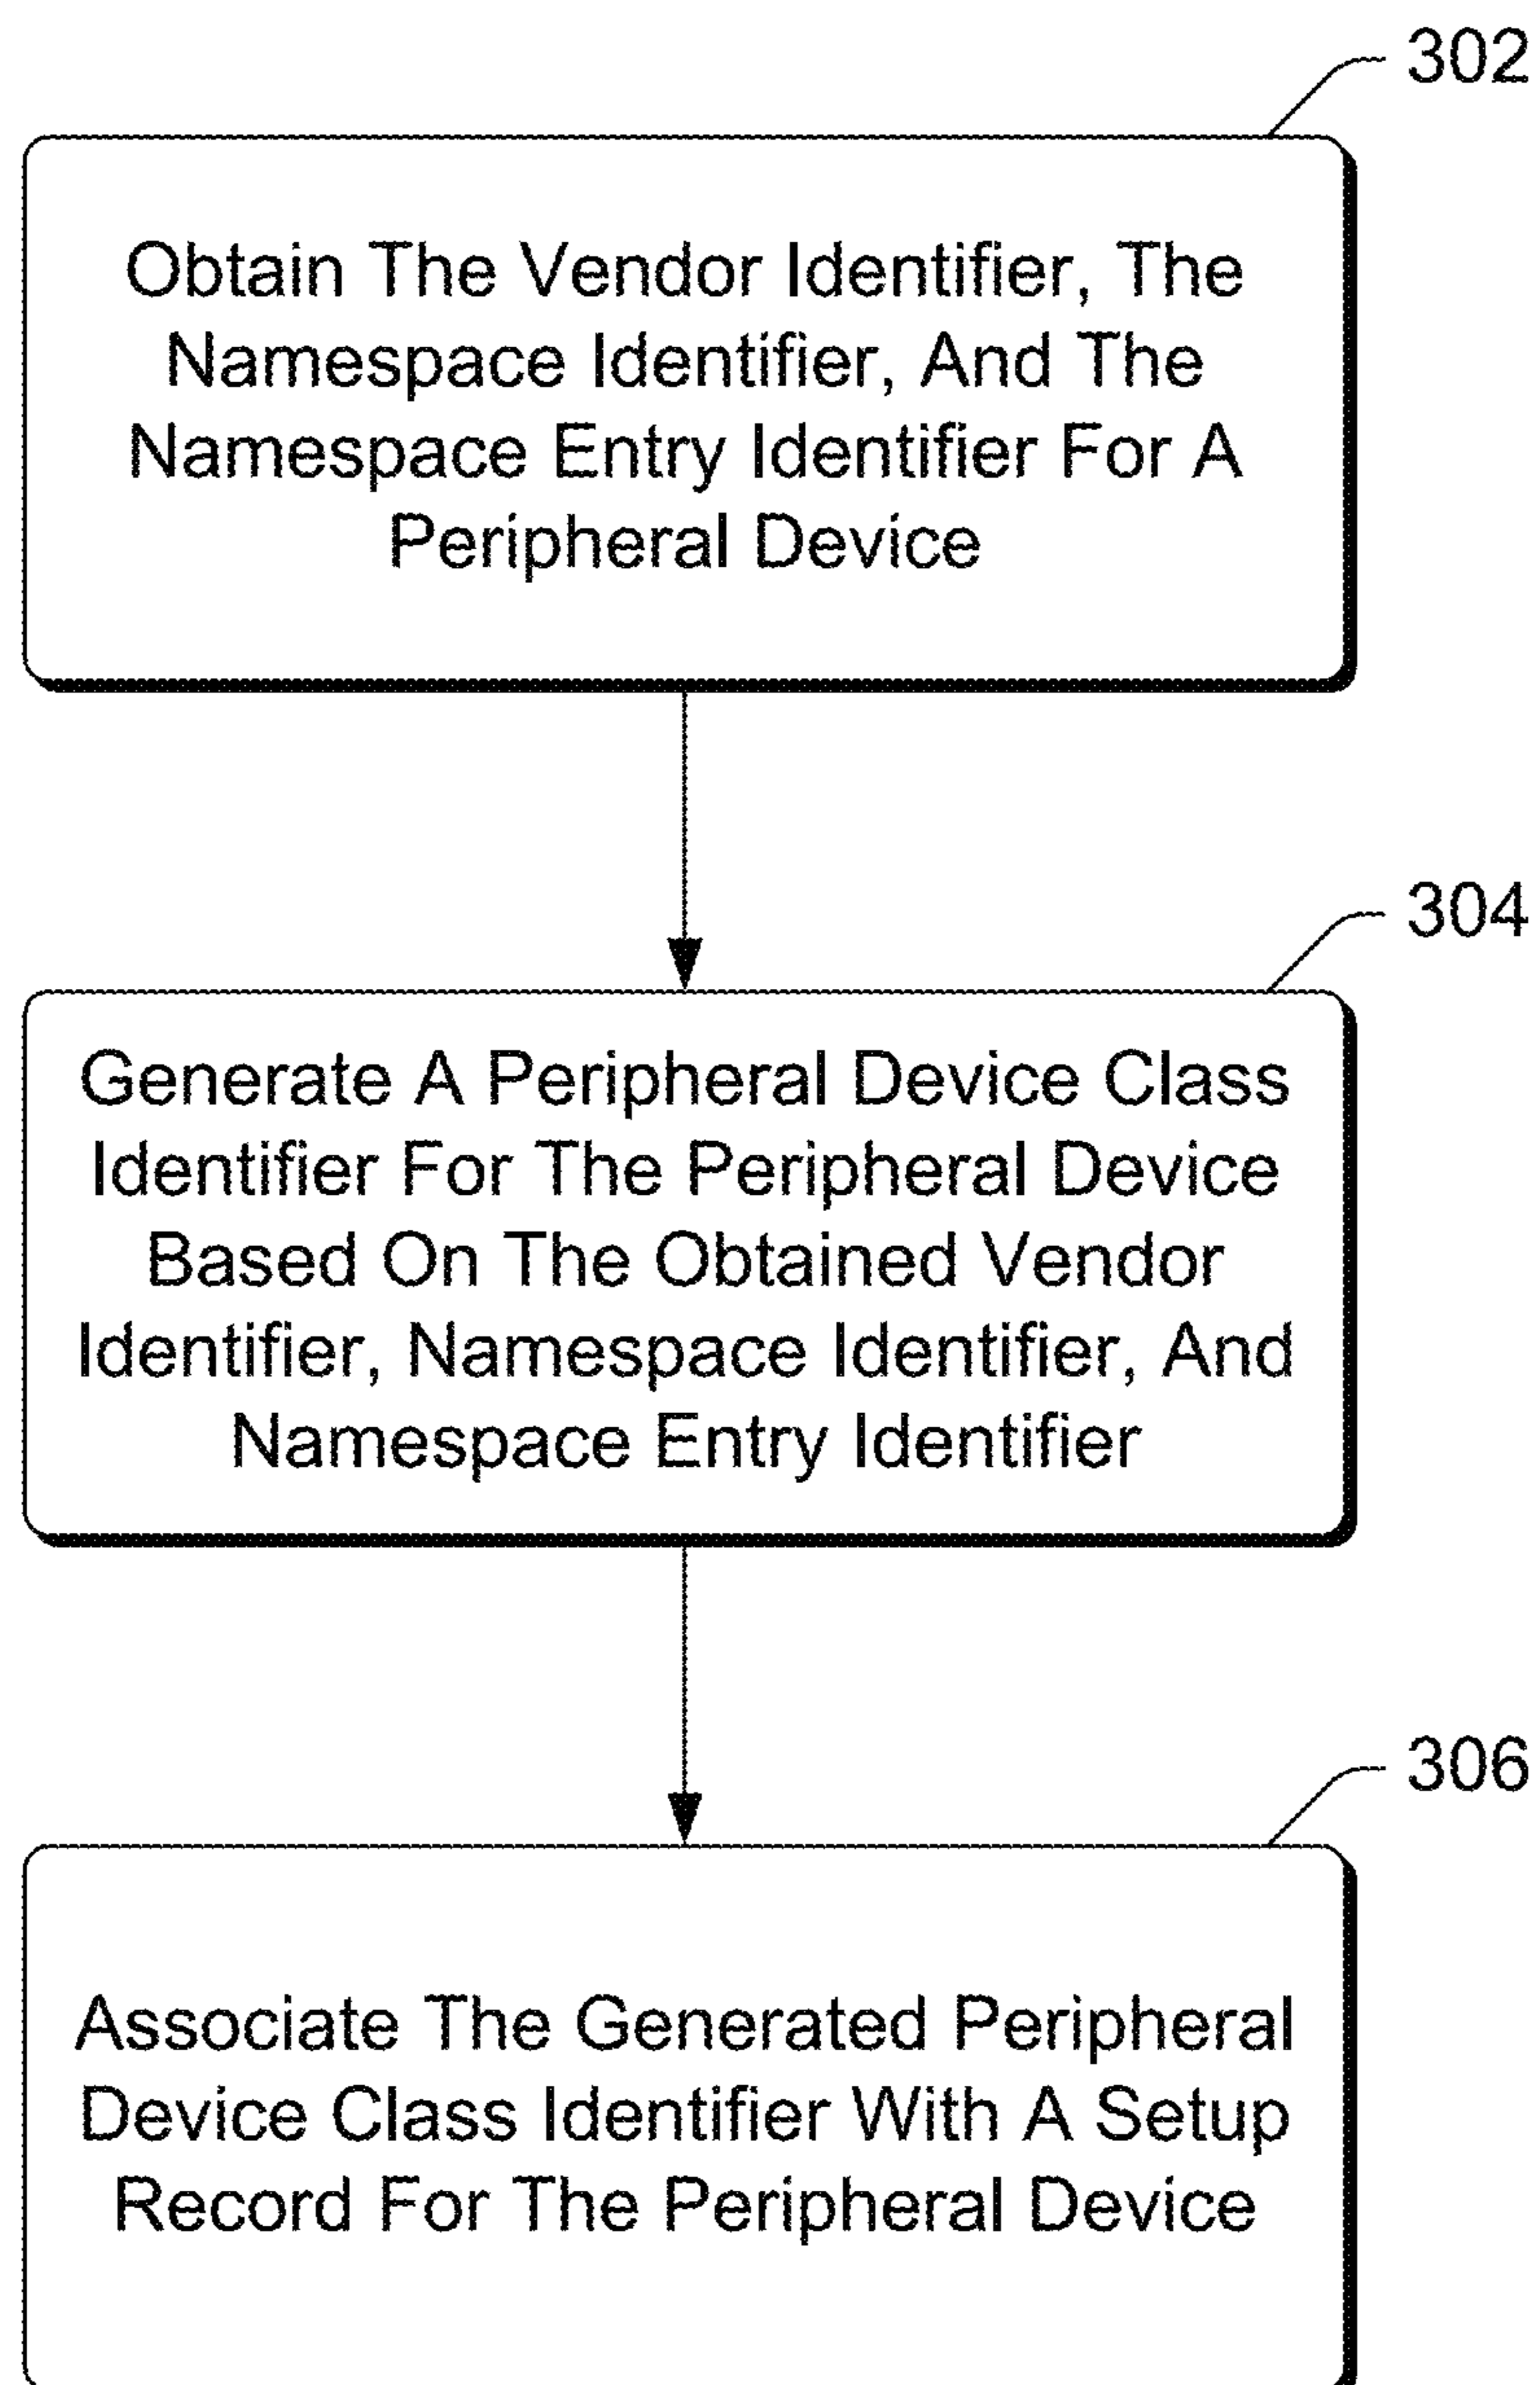 302
Obtain The Vendor Identifier, The
Namespace Identifier, And The
Namespace Entry Identifier For A
Peripheral Device
304
Generate A Peripheral Device Class
Identifier For The Peripheral Device
Based On The Obtained Vendor
Identifier, Namespace Identifier, And
Namespace Entry Identifier
306
Associate The Generated Peripheral
Device Class Identifier With A Setup
Record For The Peripheral Device